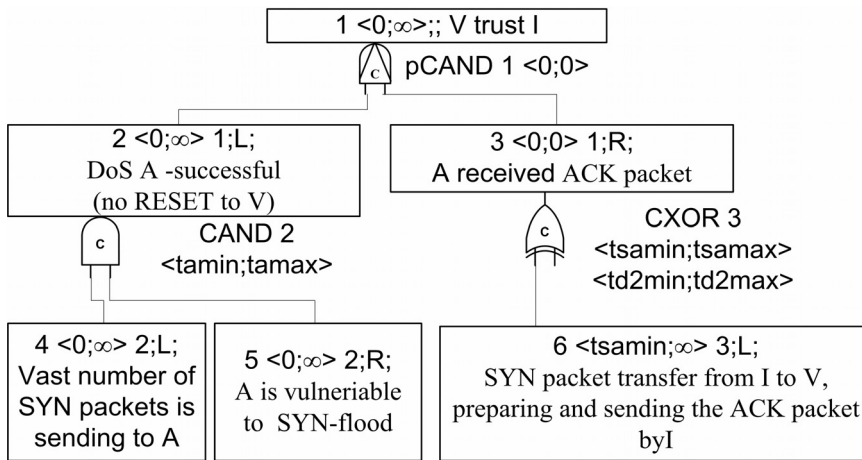 1 <0;∞>;; V trust I
C
pCAND 1 <0;0>
2 <0;∞> 1;L;
DoS A -successful
(no RESET to V)
3 <0;0> 1;R;
A received ACK packet
C
CAND 2
<tamin;tamax>
C
CXOR 3
<tsamin;tsamax>
<td2min;td2max>
4 <0;∞> 2;L;
Vast number of
SYN packets is
sending to A
5 <0;∞> 2;R;
A is vulneriable
to SYN-flood
6 <tsamin;∞> 3;L;
SYN packet transfer from I to V,
preparing and sending the ACK packet
byI